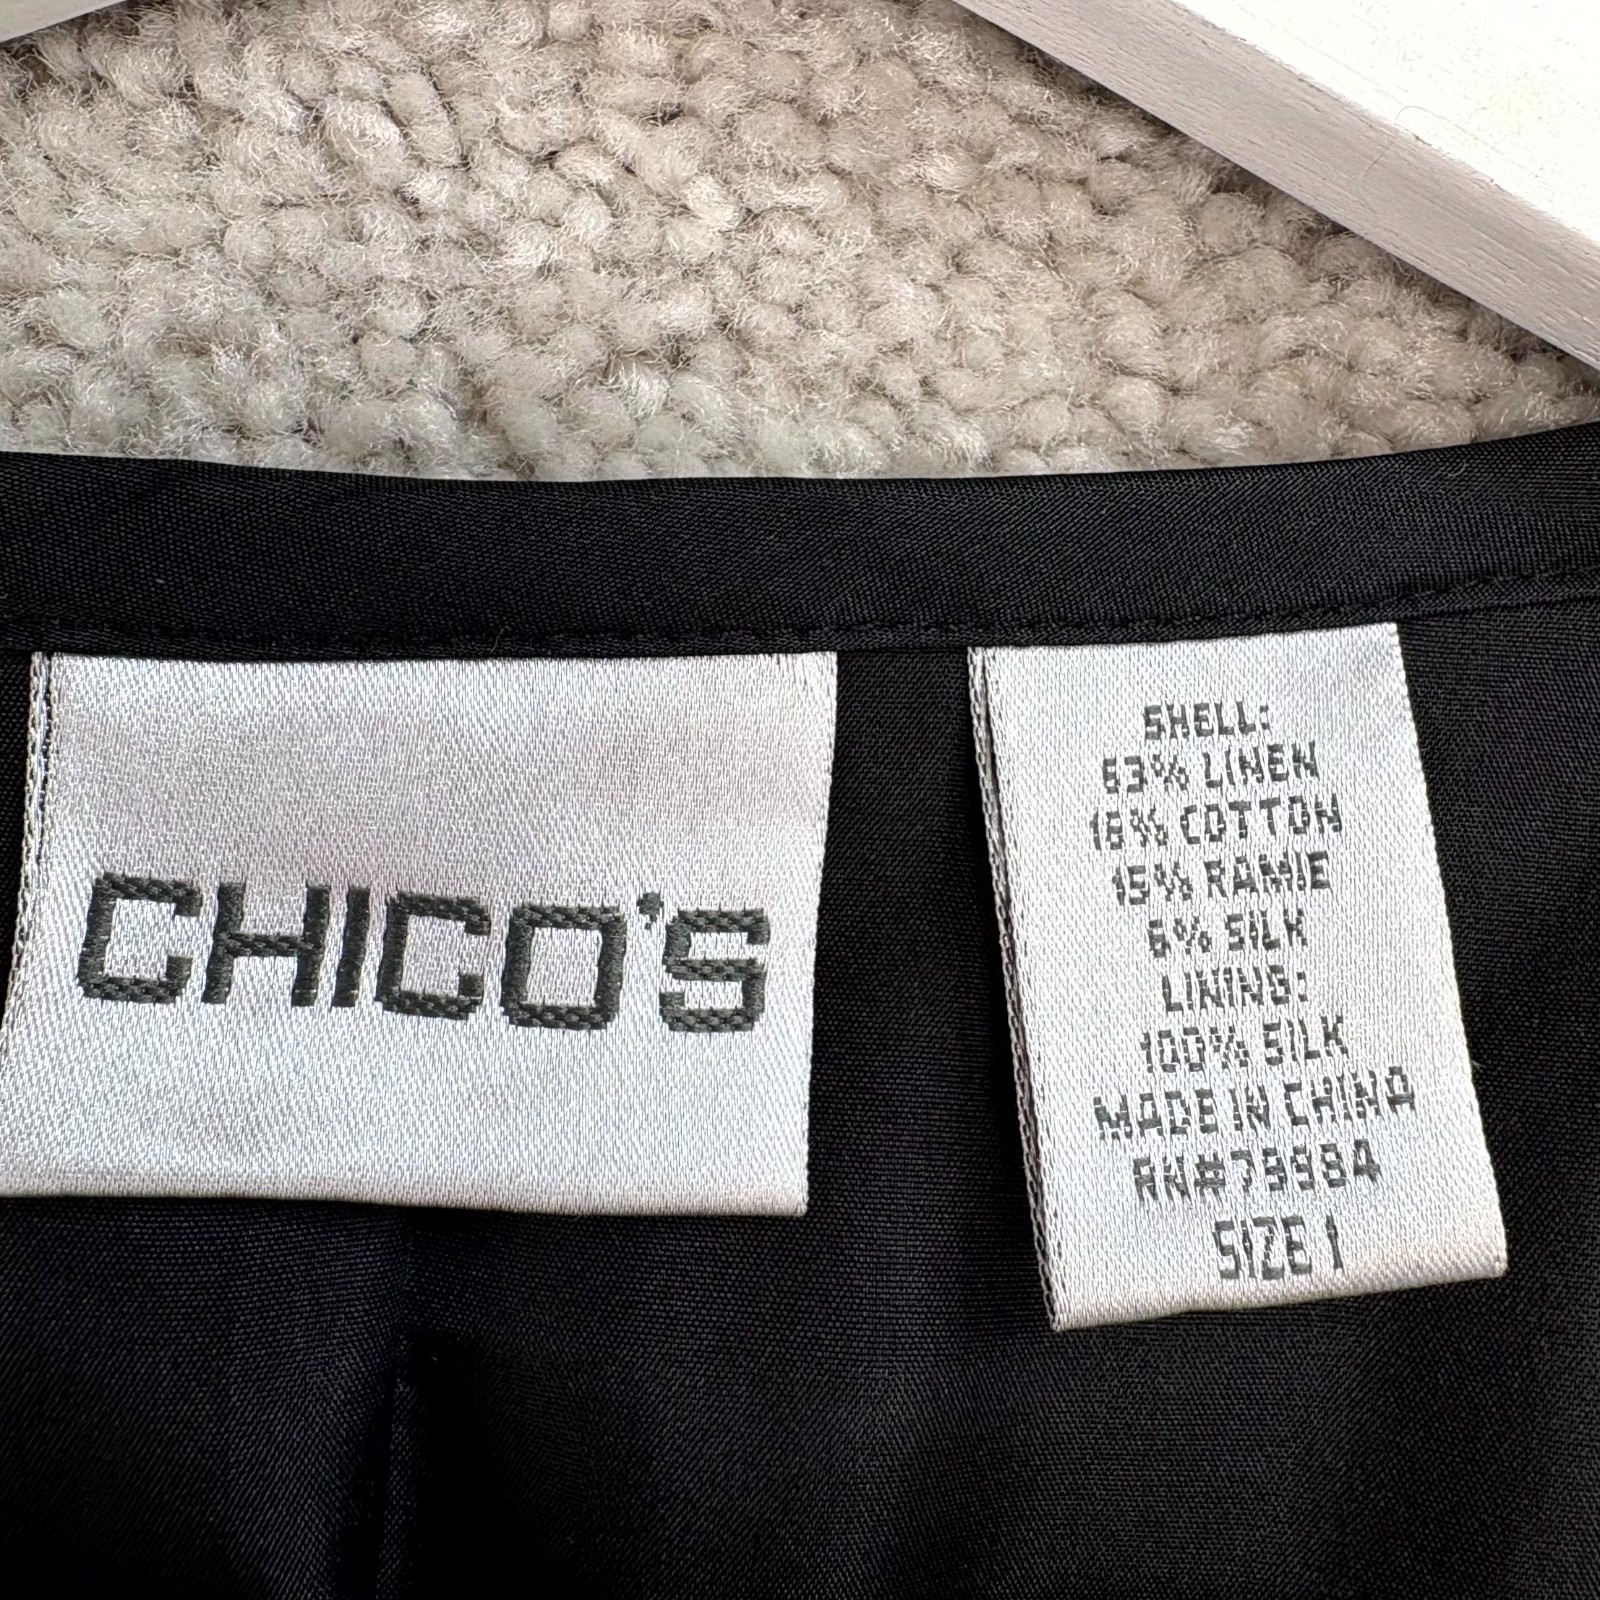 CHICO'S
SHELL:
63% LINEN
18% COTTON
15% RAMIE
6% SILK
LINING:
100% SILK
MADE IN CHINA
RN#79984
SIZE 1